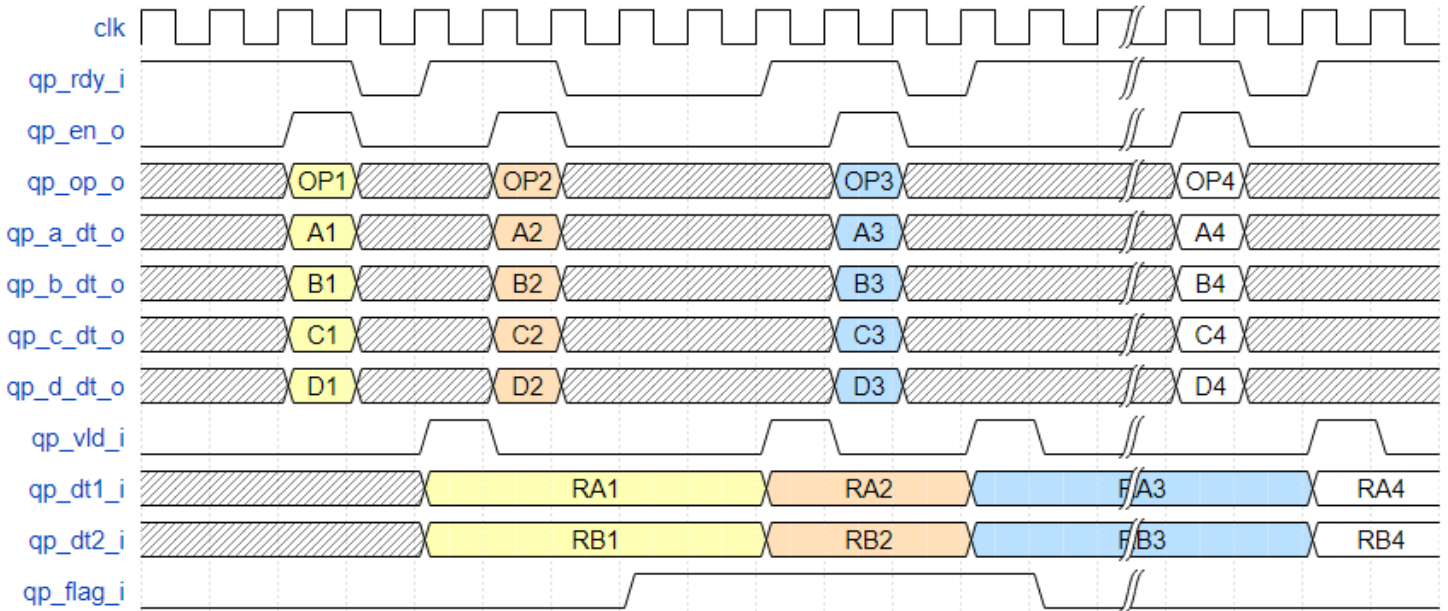 clk
qp_rdy_i
qp_en_o
qp_op_o OP1 OP2 OP3 OP4
qp_a_dt_o A1 A2 A3 A4
qp_b_dt_o B1 B2 B3 B4
qp_c_dt_o C1 C2 C3 C4
qp_d_dt_o D1 D2 D3 D4
qp_vld_i
qp_dt1_i RA1 RA2 RA3 RA4
qp_dt2_i RB1 RB2 RB3 RB4
qp_flag_i